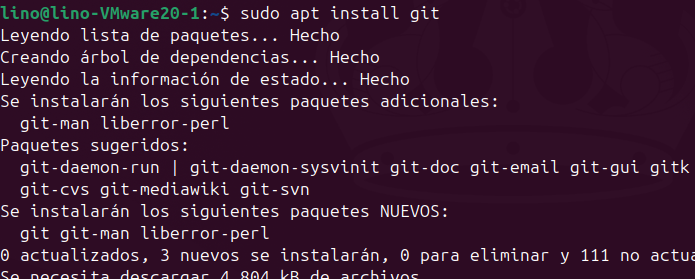 lino@lino-VMware20-1:~$ sudo apt install git
Leyendo lista de paquetes... Hecho
Creando árbol de dependencias... Hecho
Leyendo la información de estado... Hecho
Se instalarán los siguientes paquetes adicionales:
git-man liberror-perl
Paquetes sugeridos:
git-daemon-run | git-daemon-sysvinit git-doc git-email git-gui gitk
git-cvs git-mediawiki git-svn
Se instalarán los siguientes paquetes NUEVOS:
git git-man liberror-perl
0 actualizados, 3 nuevos se instalarán, 0 para eliminar y 111 no actua
Se necesita descargar 4.804 kB de archivos